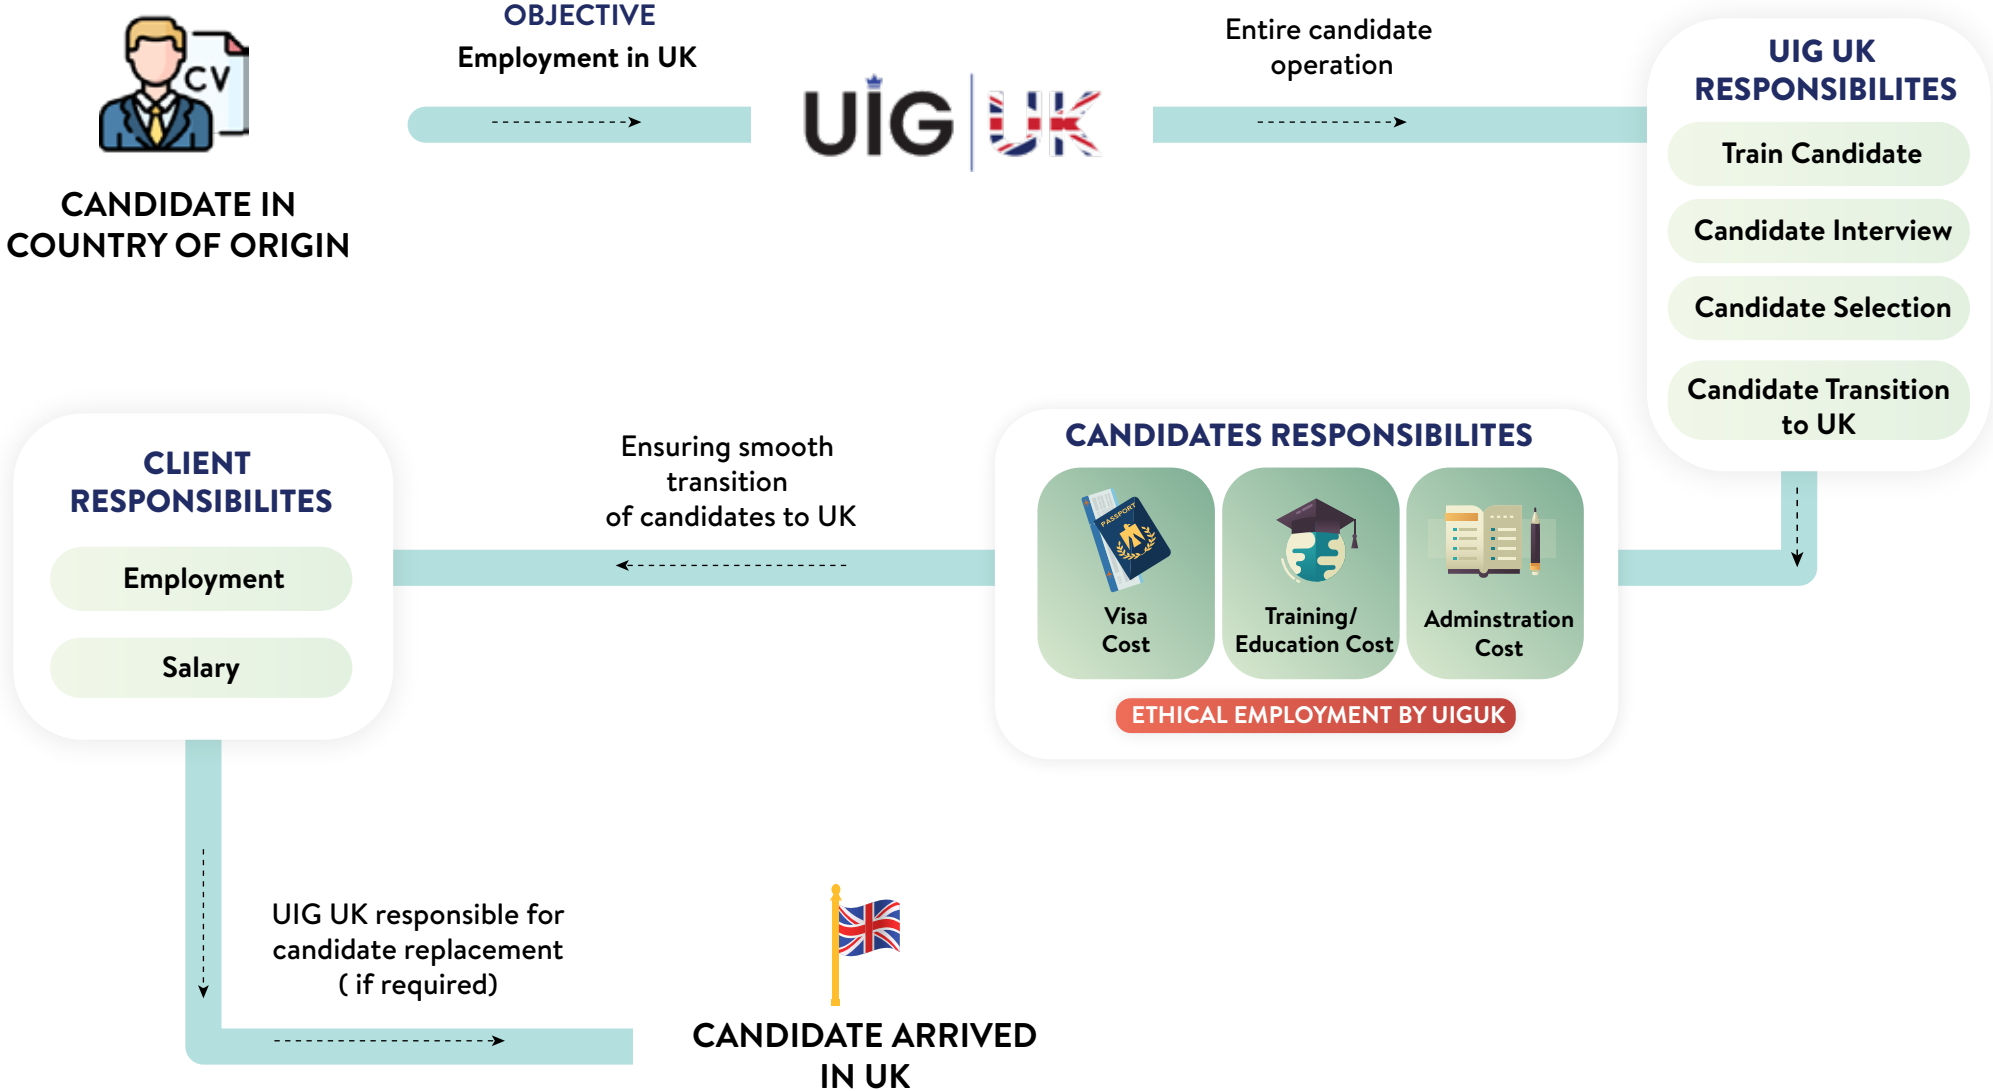 CV
CANDIDATE IN
COUNTRY OF ORIGIN
OBJECTIVE
Employment in UK
UIG UK
Entire candidate
operation
UIG UK
RESPONSIBILITES
Train Candidate
Candidate Interview
Candidate Selection
Candidate Transition
to UK
CANDIDATES RESPONSIBILITES
PASSPORT
Visa
Cost
Training/
Education Cost
Adminstration
Cost
ETHICAL EMPLOYMENT BY UIGUK
Ensuring smooth
transition
of candidates to UK
CLIENT
RESPONSIBILITES
Employment
Salary
UIG UK responsible for
candidate replacement
( if required)
CANDIDATE ARRIVED
IN UK